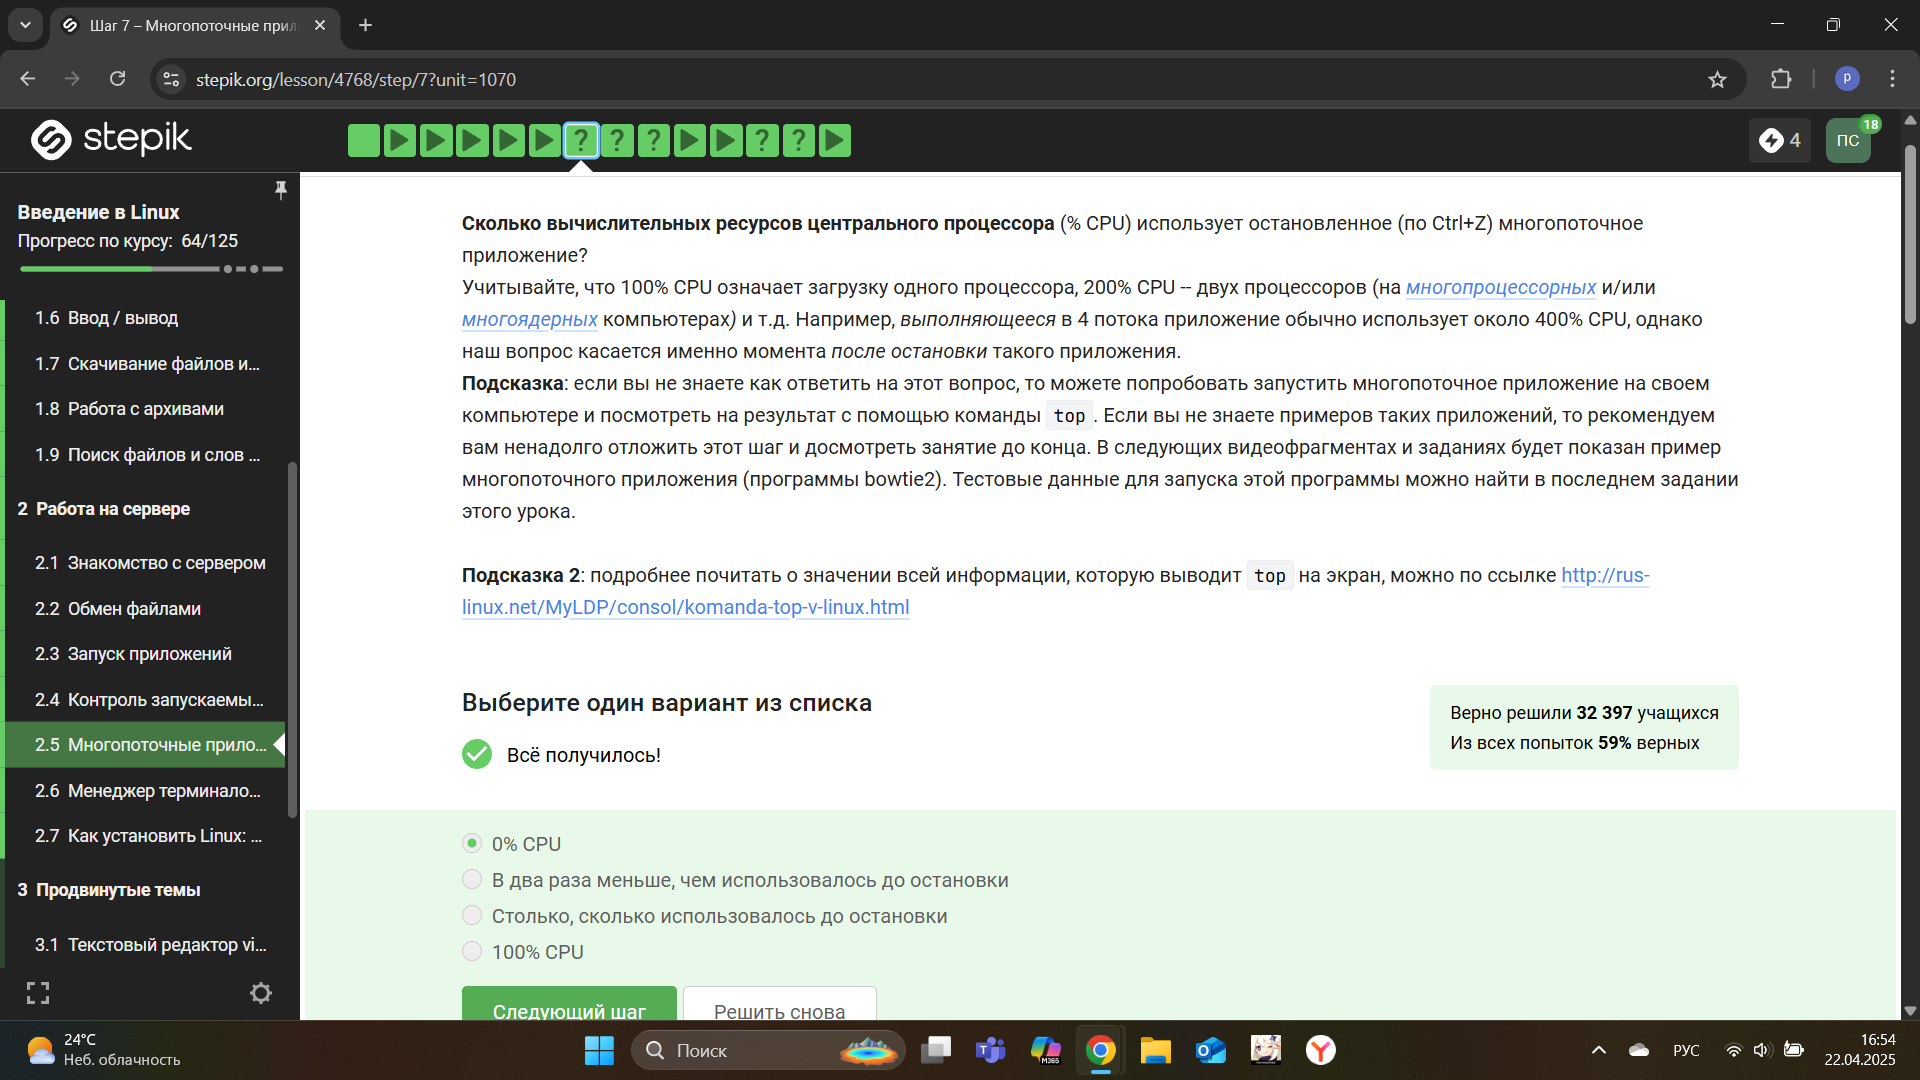 Шаг 7 – Многопоточные прил
stepik.org/lesson/4768/step/7?unit=1070
P
stepik
? ? ? ? ?
4
ПС
18
Введение в Linux
Прогресс по курсу: 64/125
1.6 Ввод / вывод
1.7 Скачивание файлов и...
1.8 Работа с архивами
1.9 Поиск файлов и слов ...
2 Работа на сервере
2.1 Знакомство с сервером
2.2 Обмен файлами
2.3 Запуск приложений
2.4 Контроль запускаемы...
2.5 Многопоточные прило...
2.6 Менеджер терминало...
2.7 Как установить Linux: ...
3 Продвинутые темы
3.1 Текстовый редактор vi...
Сколько вычислительных ресурсов центрального процессора (% CPU) использует остановленное (по Ctrl+Z) многопоточное
приложение?
Учитывайте, что 100% CPU означает загрузку одного процессора, 200% CPU -- двух процессоров (на многопроцессорных и/или
многоядерных компьютерах) и т.д. Например, выполняющееся в 4 потока приложение обычно использует около 400% CPU, однако
наш вопрос касается именно момента после остановки такого приложения.
Подсказка: если вы не знаете как ответить на этот вопрос, то можете попробовать запустить многопоточное приложение на своем
компьютере и посмотреть на результат с помощью команды top. Если вы не знаете примеров таких приложений, то рекомендуем
вам ненадолго отложить этот шаг и досмотреть занятие до конца. В следующих видеофрагментах и заданиях будет показан пример
многопоточного приложения (программы bowtie2). Тестовые данные для запуска этой программы можно найти в последнем задании
этого урока.
Подсказка 2: подробнее почитать о значении всей информации, которую выводит top на экран, можно по ссылке http://rus-
linux.net/MyLDP/consol/komanda-top-v-linux.html
Выберите один вариант из списка
Всё получилось!
Верно решили 32 397 учащихся
Из всех попыток 59% верных
0% CPU
В два раза меньше, чем использовалось до остановки
Столько, сколько использовалось до остановки
100% CPU
Следующий шаг
Решить снова
24°C
Неб. облачность
Поиск
M365
РУС
16:54
22.04.2025